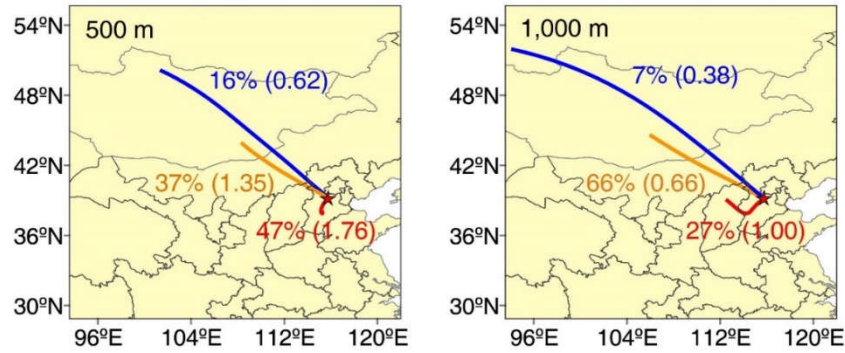 500 m
16% (0.62)
37% (1.35)
47% (1.76)
54ºN
48ºN
42ºN
36ºN
30ºN
96ºE
104ºE
112ºE
120ºE
1,000 m
7% (0.38)
66% (0.66)
27% (1.00)
54ºN
48ºN
42ºN
36ºN
30ºN
96ºE
104ºE
112ºE
120ºE